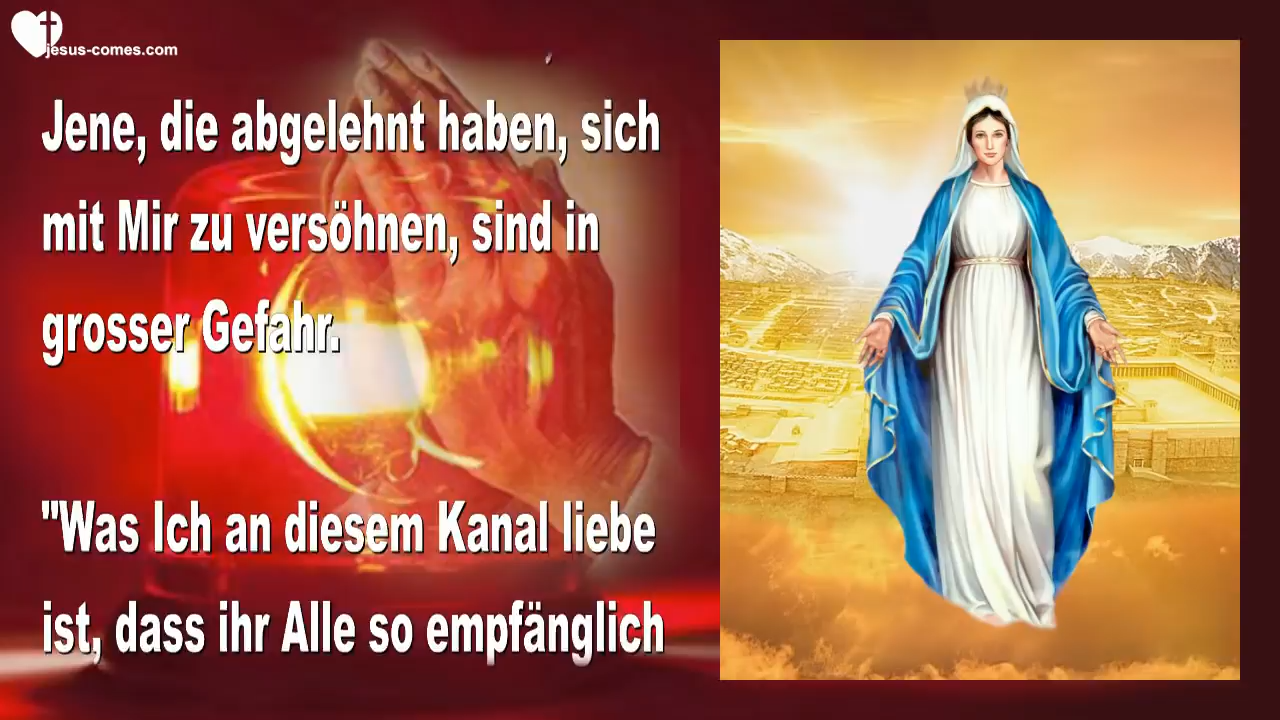 jesus-comes.com
Jene, die abgelehnt haben, sich
mit Mir zu versöhnen, sind in
grosser Gefahr.
"Was Ich an diesem Kanal liebe
ist, dass ihr Alle so empfänglich